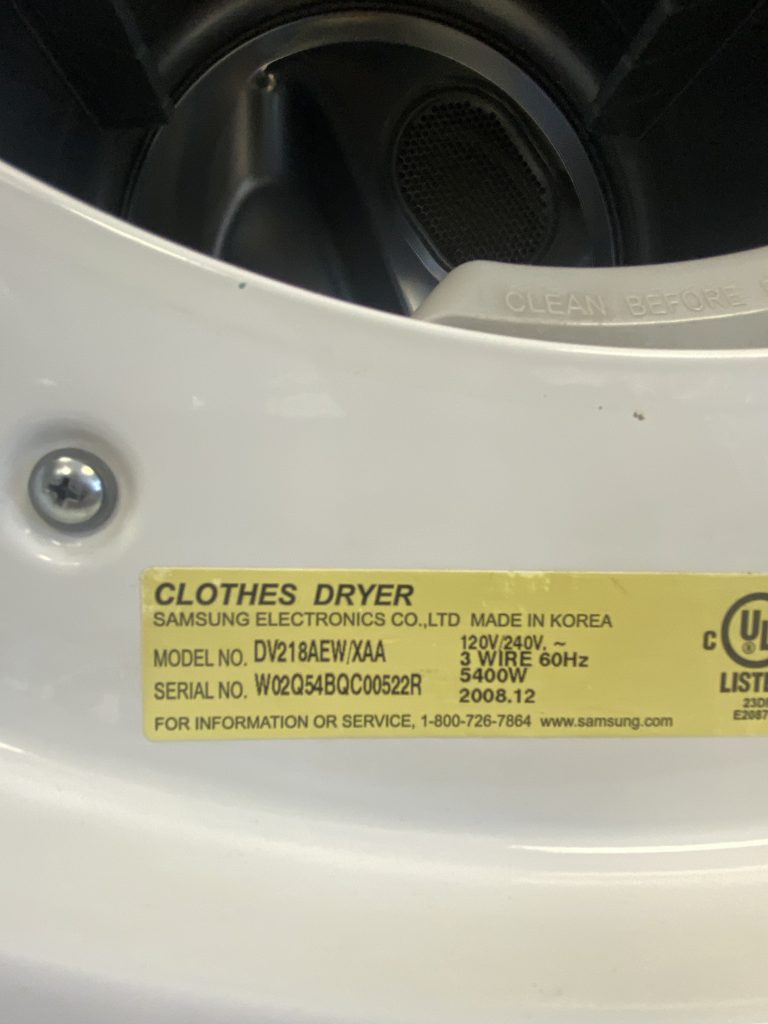 CLEAN BEFORE
CLOTHES DRYER
SAMSUNG ELECTRONICS CO.,LTD MADE IN KOREA
MODEL NO. DV218AEW/XAA
120V/240V. ~
3 WIRE 60Hz
SERIAL NO. W02Q54BQC00522R
5400W
2008.12
FOR INFORMATION OR SERVICE, 1-800-726-7864 www.samsung.com
C UL